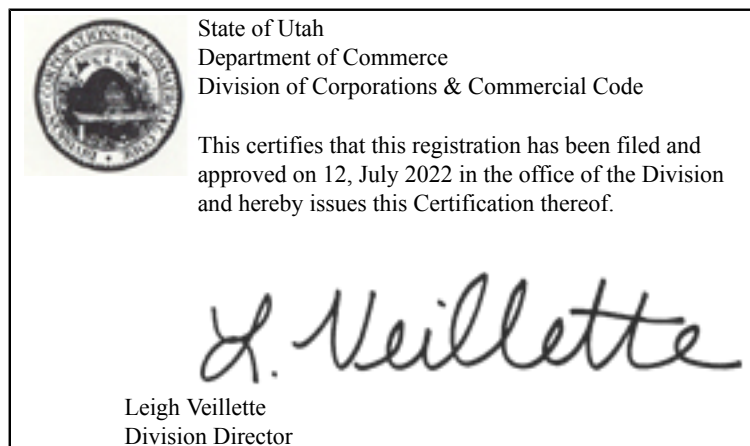 State of Utah
Department of Commerce
Division of Corporations & Commercial Code
This certifies that this registration has been filed and
approved on 12, July 2022 in the office of the Division
and hereby issues this Certification thereof.
L. Veillette
Leigh Veillette
Division Director